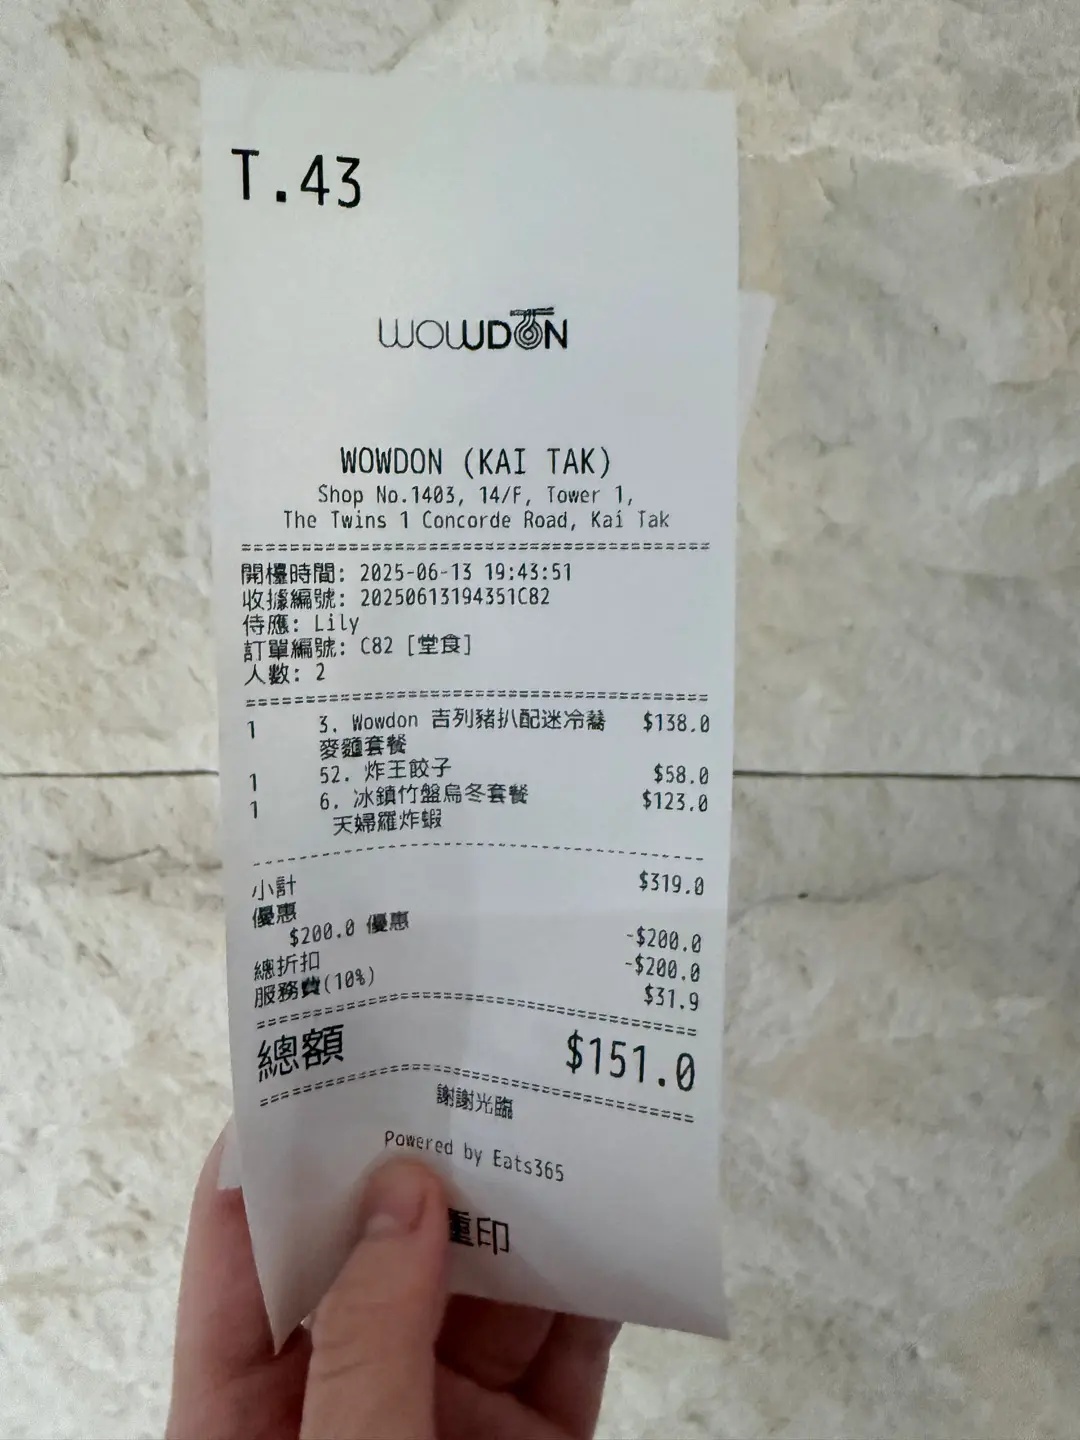 T.43
WOWDON
WOWDON (KAI TAK)
Shop No.1403, 14/F, Tower 1,
The Twins 1 Concorde Road, Kai Tak
開檯時間: 2025-06-13 19:43:51
收據編號: 20250613194351C82
侍應: Lily
訂單編號: C82 [堂食]
人數: 2
1 3. Wowdon 吉列豬扒配迷冷蕎 $138.0
麥麵套餐
1 52. 炸王餃子 $58.0
1 6. 冰鎮竹盤烏冬套餐 $123.0
天婦羅炸蝦
小計 $319.0
優惠
$200.0 優惠 -$200.0
總折扣 -$200.0
服務費(10%) $31.9
總額 $151.0
謝謝光臨
Powered by Eats365
重印